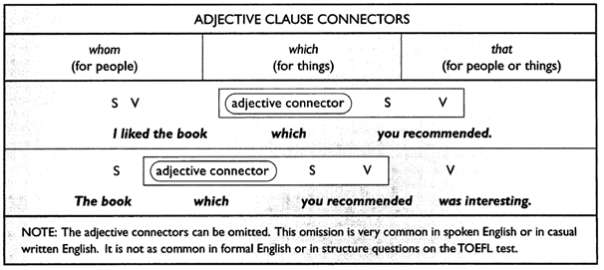 ADJECTIVE CLAUSE CONNECTORS
whom which that
(for people) (for things) (for people or things)
S V adjective connector S V
I liked the book which you recommended.
S adjective connector S V V
The book which you recommended was interesting.
NOTE: The adjective connectors can be omitted. This omission is very common in spoken English or in casual
written English. It is not as common in formal English or in structure questions on the TOEFL test.